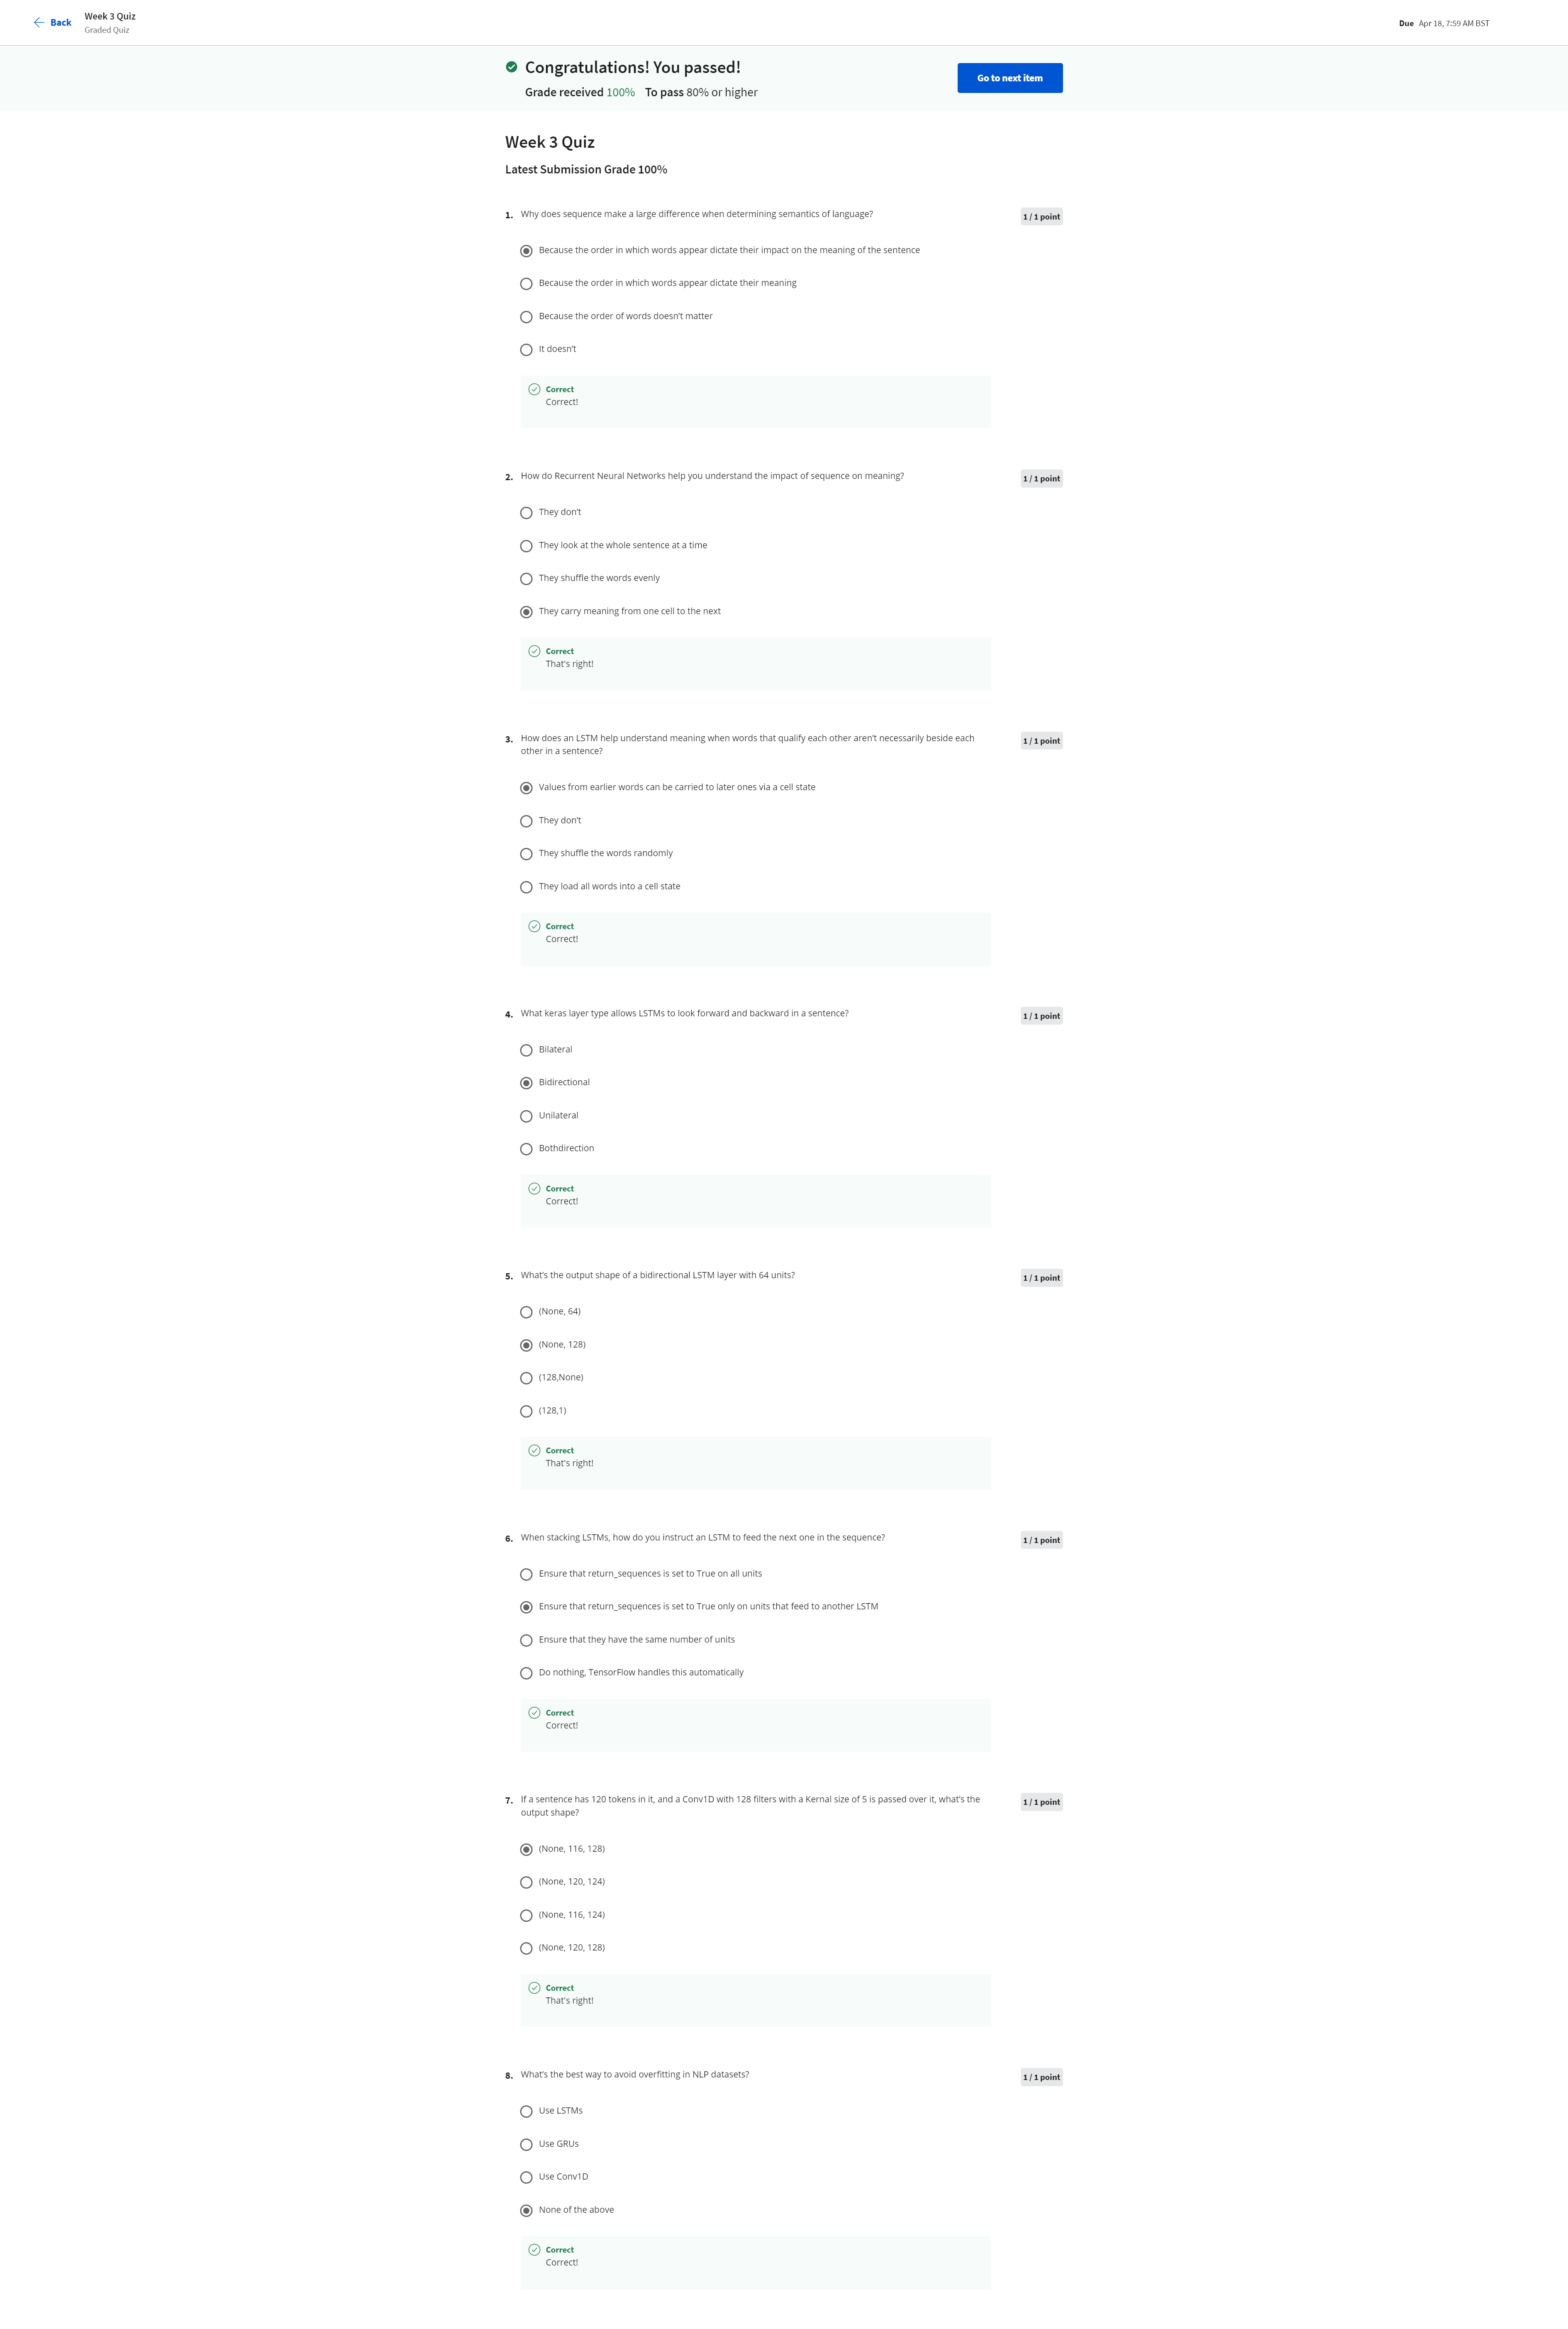 Back
Week 3 Quiz
Graded Quiz
Due Apr 18, 7:59 AM BST
Congratulations! You passed!
Grade received 100% To pass 80% or higher
Go to next item
Week 3 Quiz
Latest Submission Grade 100%
1. Why does sequence make a large difference when determining semantics of language?
1 / 1 point
Because the order in which words appear dictate their impact on the meaning of the sentence
Because the order in which words appear dictate their meaning
Because the order of words doesn't matter
It doesn't
Correct
Correct!
2. How do Recurrent Neural Networks help you understand the impact of sequence on meaning?
1 / 1 point
They don't
They look at the whole sentence at a time
They shuffle the words evenly
They carry meaning from one cell to the next
Correct
That's right!
3. How does an LSTM help understand meaning when words that qualify each other aren't necessarily beside each
other in a sentence?
1 / 1 point
Values from earlier words can be carried to later ones via a cell state
They don't
They shuffle the words randomly
They load all words into a cell state
Correct
Correct!
4. What keras layer type allows LSTMs to look forward and backward in a sentence?
1 / 1 point
Bilateral
Bidirectional
Unilateral
Bothdirection
Correct
Correct!
5. What's the output shape of a bidirectional LSTM layer with 64 units?
1 / 1 point
(None, 64)
(None, 128)
(128,None)
(128,1)
Correct
That's right!
6. When stacking LSTMs, how do you instruct an LSTM to feed the next one in the sequence?
1 / 1 point
Ensure that return_sequences is set to True on all units
Ensure that return_sequences is set to True only on units that feed to another LSTM
Ensure that they have the same number of units
Do nothing, TensorFlow handles this automatically
Correct
Correct!
7. If a sentence has 120 tokens in it, and a Conv1D with 128 filters with a Kernal size of 5 is passed over it, what's the
output shape?
1 / 1 point
(None, 116, 128)
(None, 120, 124)
(None, 116, 124)
(None, 120, 128)
Correct
That's right!
8. What's the best way to avoid overfitting in NLP datasets?
1 / 1 point
Use LSTMs
Use GRUs
Use Conv1D
None of the above
Correct
Correct!